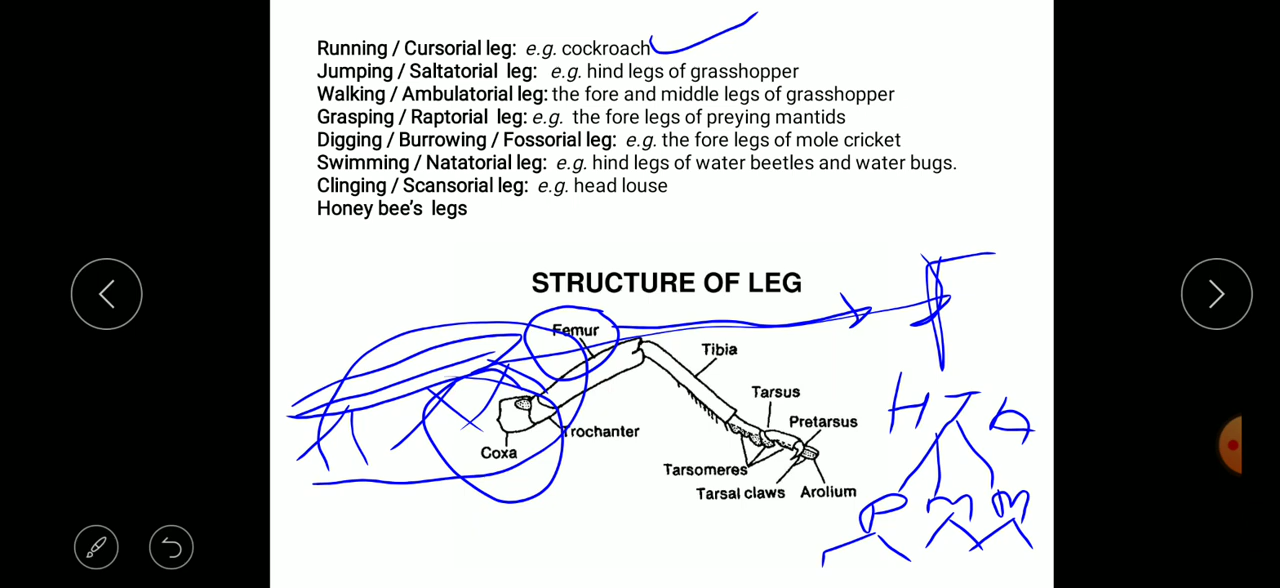 Running / Cursorial leg: e.g. cockroach
Jumping / Saltatorial leg: e.g. hind legs of grasshopper
Walking / Ambulatorial leg: the fore and middle legs of grasshopper
Grasping / Raptorial leg: e.g. the fore legs of preying mantids
Digging / Burrowing / Fossorial leg: e.g. the fore legs of mole cricket
Swimming / Natatorial leg: e.g. hind legs of water beetles and water bugs.
Clinging / Scansorial leg: e.g. head louse
Honey bee's legs
STRUCTURE OF LEG
Femur
Tibia
Tarsus
Pretarsus
Trochanter
Coxa
Tarsomeres
Tarsal claws
Arolium
H T A
P M M